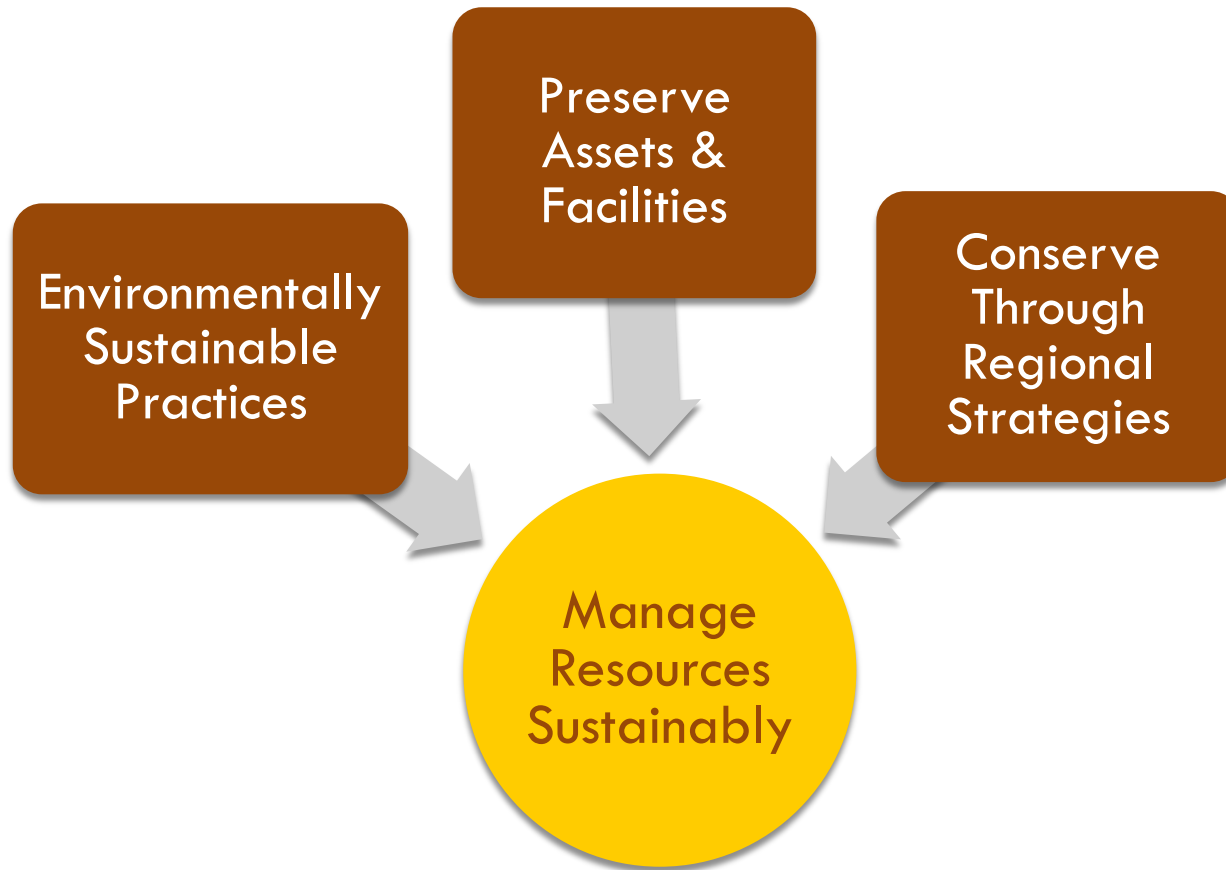 Preserve
Assets &
Facilities
Environmentally
Sustainable
Practices
Conserve
Through
Regional
Strategies
Manage
Resources
Sustainably